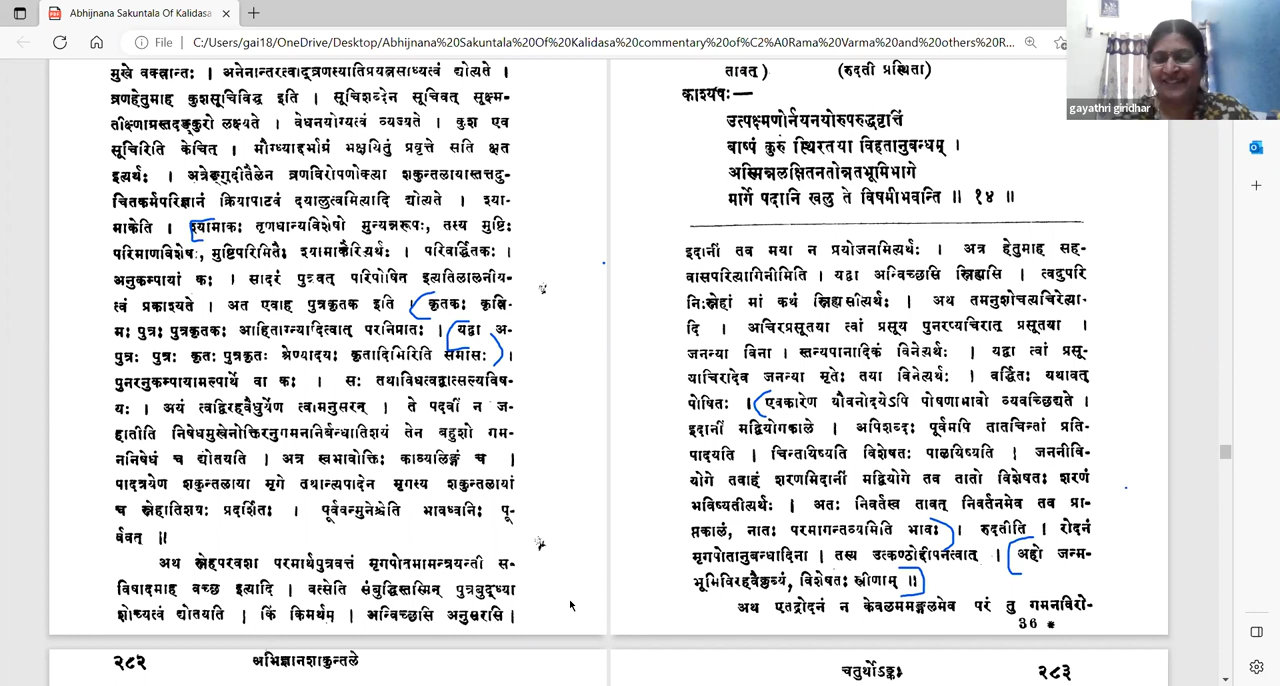 Abhijnana Sakuntala Of Kalidasa
File
C:/Users/gai18/OneDrive/Desktop/Abhijnana%20Sakuntala%20Of%20Kalidasa%20commentary%20of%C2%A0Rama%20Varma%20and%20others%20R...
gayathri giridhar
मुखे वक्त्रान्तः । अनेनान्तरत्वाद्व्रणस्यातिप्रयत्नसाध्यत्वं द्योत्यते ।
व्रणहेतुमाह कुशसूचिविद्ध इति । सूचिशब्देन सूचिवत् सूक्ष्म-
तीक्ष्णाग्रस्तदङ्कुरो लक्ष्यते । वेधनयोग्यत्वं व्यज्यते । कुश एव
सूचिरिति केचित् । मौग्ध्याद्दर्भाग्रं भक्षयितुं प्रवृत्ते सति क्षत
इत्यर्थः । अत्रेङ्गुदीतैलेन व्रणविरोपणोक्त्या शकुन्तलायास्तत्तदु-
चितकर्मपरिज्ञानं क्रियापाटवं दयालुत्वमित्यादि द्योत्यते । श्या-
माकेति । श्यामाकः तृणधान्यविशेषो मुन्यन्नरूपः, तस्य मुष्टिः
परिमाणविशेषः, मुष्टिपरिमितैः श्यामाकैरित्यर्थः । परिवर्द्धितकः ।
अनुकम्पायां कः । सादरं पुत्रवत् परिपोषित इत्यतिलालनीय-
त्वं प्रकाश्यते । अत एवाह पुत्रकृतक इति । कृतकः कृत्रि-
मः पुत्रः पुत्रकृतकः आहिताग्न्यादित्वात् परनिपातः । यद्वा अ-
पुत्रः पुत्रः कृतः पुत्रकृतः श्रेण्यादयः कृतादिभिरिति समासः ।
पुनरनुकम्पायामल्पार्थे वा कः । सः तथाविधत्वद्वात्सल्यविष-
यः । अयं त्वद्विरहवैधुर्येण त्वामनुसरन् । ते पदवीं न ज-
हातीति निषेधमुखेनोक्तिरनुगमननिर्बन्धातिशयं तेन बहुशो गम-
ननिषेधं च द्योतयति । अत्र स्वभावोक्तिः काव्यलिङ्गं च ।
पादत्रयेण शकुन्तलाया मृगे तथान्त्यपादेन मृगस्य शकुन्तलायां
च स्नेहातिशयः प्रदर्शितः । पूर्ववन्मुनेश्चेति भावध्वनिः पू-
र्ववत् ॥
अथ स्नेहपरवशा परमार्थपुत्रवत्तं मृगपोतमामन्त्रयन्ती स-
विषादमाह वच्छ इत्यादि । वत्सेति संबुद्धिस्तस्मिन् पुत्रबुद्ध्या
शोच्यत्वं द्योतयति । किं किमर्थम् । अन्विच्छसि अनुसरसि ।
२८२ अभिज्ञानशाकुन्तले
तावत्) (रुदती प्रस्थिता)
काश्यपः—
उत्पक्ष्मणोर्नयनयोरुपरुद्धवृत्तिं
बाष्पं कुरु स्थिरतया विहतानुबन्धम् ।
अस्मिन्नलक्षितनतोन्नतभूमिभागे
मार्गे पदानि खलु ते विषमीभवन्ति ॥ १४ ॥
इदानीं तव मया न प्रयोजनमित्यर्थः । अत्र हेतुमाह सह-
वासपरित्यागिनीमिति । यद्वा अन्विच्छसि स्निह्यसि । त्वदुपरि
निःस्नेहां मां कथं स्निह्यसीत्यर्थः । अथ तमनुशोचत्यचिरेत्या-
दि । अचिरप्रसूतया त्वां प्रसूय पुनरप्यचिरात् प्रसूतया ।
जनन्या विना । स्तन्यपानादिकं विनेत्यर्थः । यद्वा त्वां प्रसू-
याचिरादेव जनन्या मृतेः तया विनेत्यर्थः । वर्द्धितः यथावत्
पोषितः । एवकारेण यौवनोदयेऽपि पोषणाभावो व्यवच्छिद्यते ।
इदानीं मद्वियोगकाले । अपिशब्दः पूर्वमपि तातचिन्तां प्रति-
पादयति । चिन्तयिष्यति विशेषतः पालयिष्यति । जननीवि-
योगे तवाहं शरणमिदानीं मद्वियोगे तव तातो विशेषतः शरणं
भविष्यतीत्यर्थः । अतः निवर्तस्व तावत् निवर्तनमेव तव प्रा-
प्तकालं, नातः परमागन्तव्यमिति भावः । रुदतीति । रोदनं
मृगपोतानुबन्धादिना । तस्य उत्कण्ठोद्दीपनत्वात् । अहो जन्म-
भूमिविरहवैक्लब्यं, विशेषतः स्त्रीणाम् ॥
अथ एतद्रोदनं न केवलममङ्गलमेव परं तु गमनविरो-
36 *
चतुर्थोऽङ्कः २८३